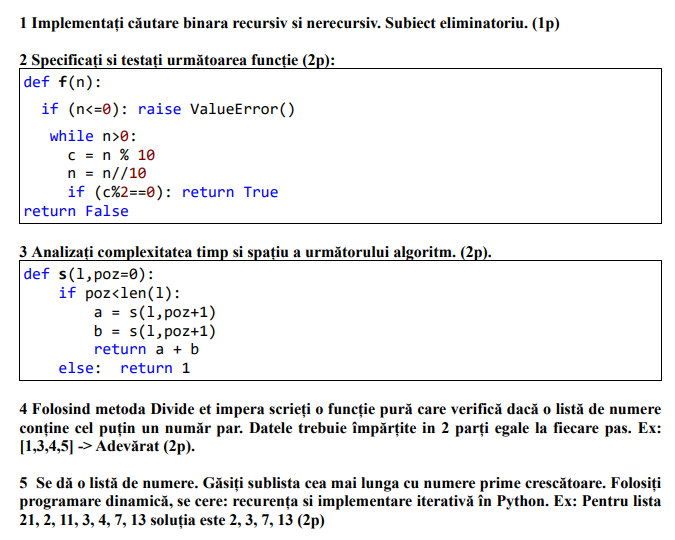 1 Implementați căutare binara recursiv si nerecursiv. Subiect eliminatoriu. (1p)
2 Specificați si testați următoarea funcție (2p):
def f(n):
if (n<=0): raise ValueError()
while n>0:
c = n % 10
n = n//10
if (c%2==0): return True
return False
3 Analizați complexitatea timp si spațiu a următorului algoritm. (2p).
def s(l,poz=0):
if poz<len(l):
a = s(l,poz+1)
b = s(l,poz+1)
return a + b
else: return 1
4 Folosind metoda Divide et impera scrieți o funcție pură care verifică dacă o listă de numere
conține cel puțin un număr par. Datele trebuie împărțite in 2 parți egale la fiecare pas. Ex:
[1,3,4,5] -> Adevărat (2p).
5 Se dă o listă de numere. Găsiți sublista cea mai lunga cu numere prime crescătoare. Folosiți
programare dinamică, se cere: recurența si implementare iterativă în Python. Ex: Pentru lista
21, 2, 11, 3, 4, 7, 13 soluția este 2, 3, 7, 13 (2p)